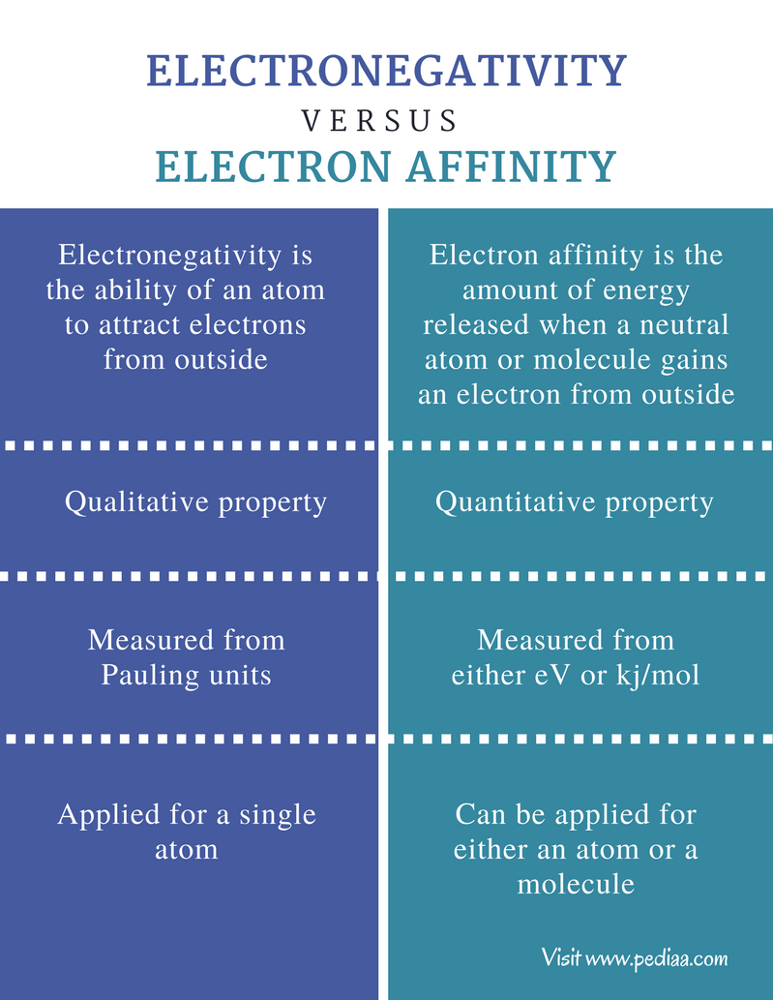 ELECTRONEGATIVITY
VERSUS
ELECTRON AFFINITY
Electronegativity is
the ability of an atom
to attract electrons
from outside
Electron affinity is the
amount of energy
released when a neutral
atom or molecule gains
an electron from outside
Qualitative property
Quantitative property
Measured from
Pauling units
Measured from
either eV or kj/mol
Applied for a single
atom
Can be applied for
either an atom or a
molecule
Visit www.pediaa.com